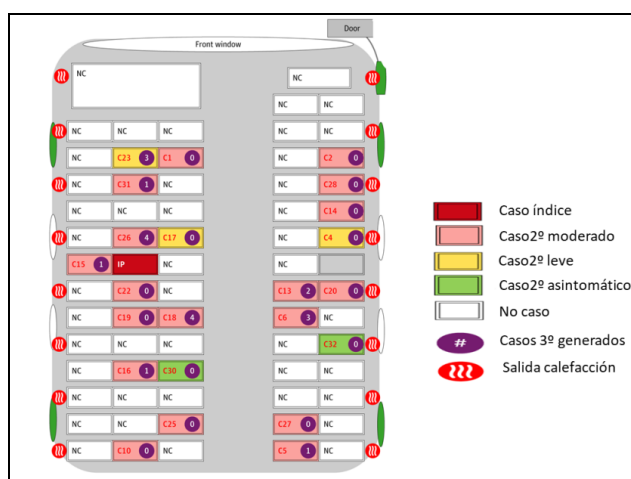 Door
Front window
NC NC
NC NC
NC NC NC NC NC
NC C23 3 C1 0 NC C2 0
NC C31 1 NC NC C28 0
NC NC NC NC C14 0
NC C26 4 C17 0 NC C4 0
C15 1 IP NC NC
NC C22 0 NC C13 2 C20 0
NC C19 0 C18 4 C6 3 NC
NC NC NC NC C32 0
NC C16 1 C30 0 NC NC
NC NC NC NC NC
NC NC C25 0 C27 0 NC
NC C10 0 NC C5 1 NC
Caso índice
Caso2º moderado
Caso2º leve
Caso2º asintomático
No caso
# Casos 3º generados
Salida calefacción